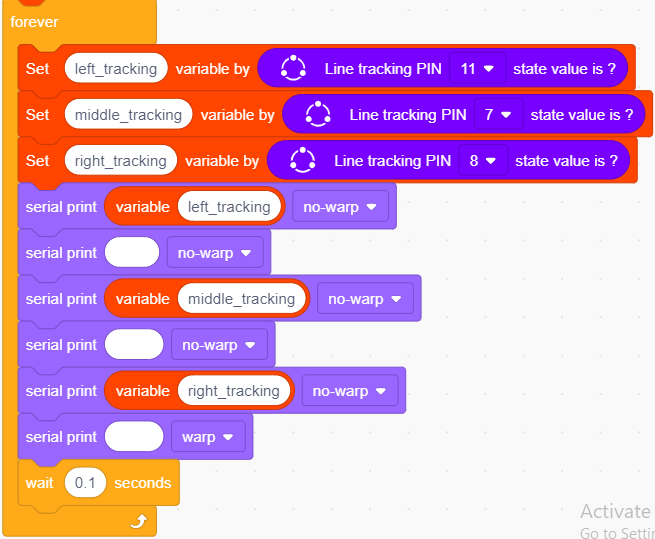 forever
Set left_tracking variable by Line tracking PIN 11 state value is ?
Set middle_tracking variable by Line tracking PIN 7 state value is ?
Set right_tracking variable by Line tracking PIN 8 state value is ?
serial print variable left_tracking no-warp
serial print no-warp
serial print variable middle_tracking no-warp
serial print no-warp
serial print variable right_tracking no-warp
serial print warp
wait 0.1 seconds
Activate
Go to Settin